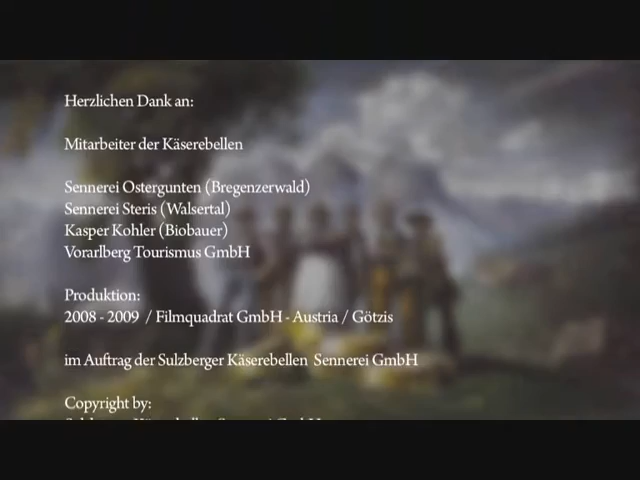 Herzlichen Dank an:
Mitarbeiter der Käserebellen
Sennerei Ostergunten (Bregenzerwald)
Sennerei Steris (Walsertal)
Kasper Kohler (Biobauer)
Vorarlberg Tourismus GmbH
Produktion:
2008 - 2009 / Filmquadrat GmbH - Austria / Götzis
im Auftrag der Sulzberger Käserebellen Sennerei GmbH
Copyright by: